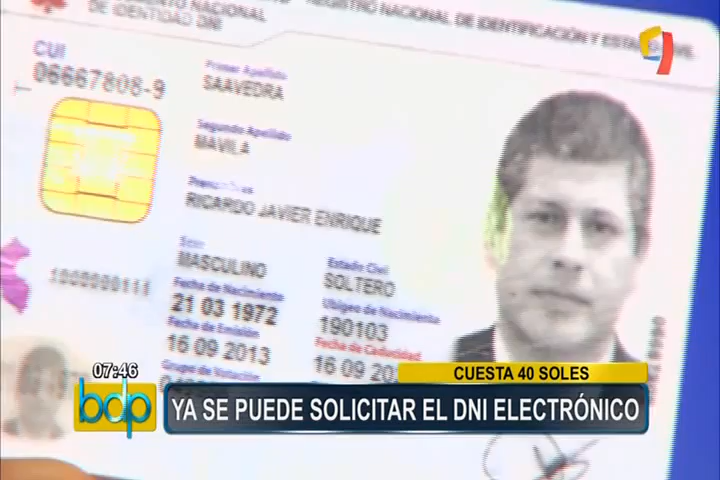 REGISTRO NACIONAL DE IDENTIFICACIÓN Y ESTADO CIVIL
NACIONAL
DE IDENTIDAD DNI
CUI
06667808-9
Primer Apellido
SAAVEDRA
Segundo Apellido
MAVILA
RICARDO JAVIER ENRIQUE
Sexo
MASCULINO
Estado Civil
SOLTERO
Fecha de Nacimiento
21 03 1972
Ubigeo de Nacimiento
190103
Fecha de Emisión
16 09 2013
Fecha de Caducidad
16 09
Grupo de Votación
07:46
bdp
CUESTA 40 SOLES
YA SE PUEDE SOLICITAR EL DNI ELECTRÓNICO